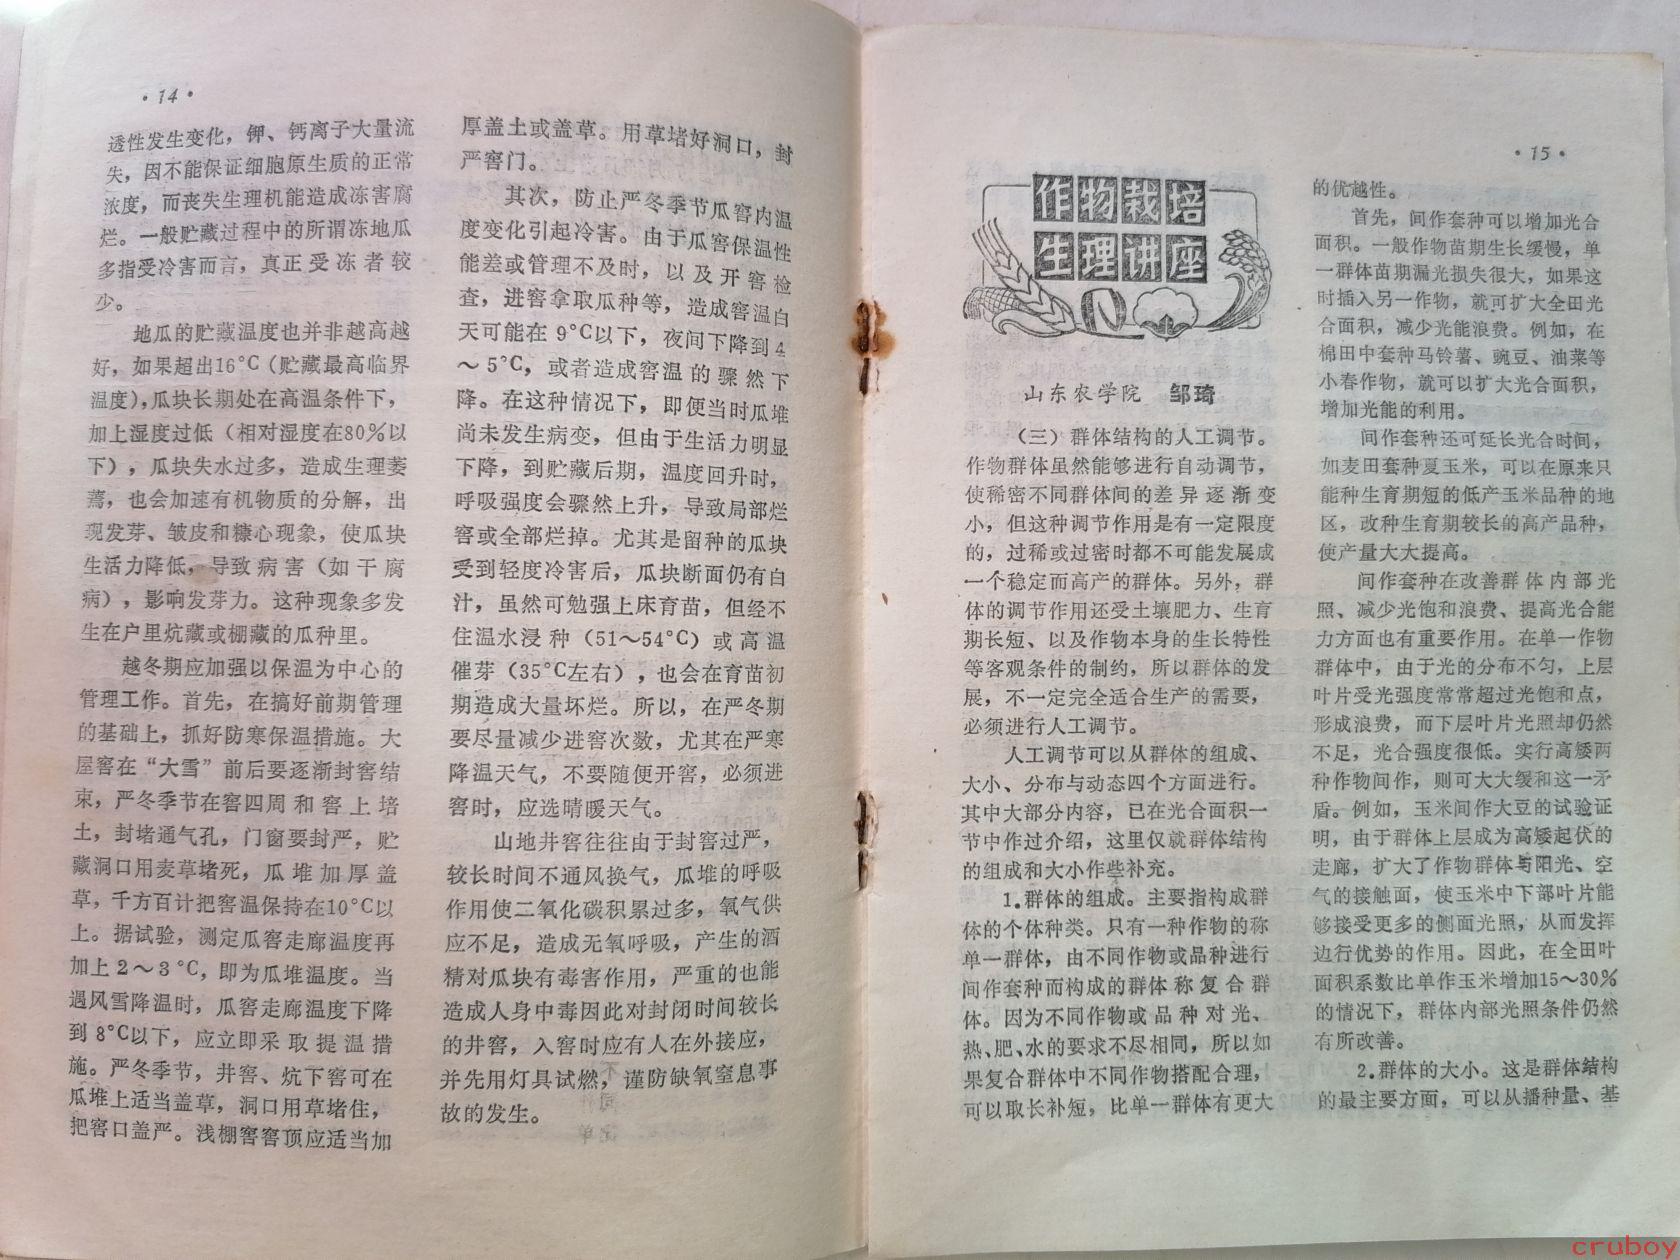 ·14·
透性发生变化，钾、钙离子大量流
失，因不能保证细胞原生质的正常
浓度，而丧失生理机能造成冻害腐
烂。一般贮藏过程中的所谓冻地瓜
多指受冷害而言，真正受冻者较
少。
地瓜的贮藏温度也并非越高越
好，如果超出16°C（贮藏最高临界
温度），瓜块长期处在高温条件下，
加上湿度过低（相对湿度在80％以
下），瓜块失水过多，造成生理萎
蔫，也会加速有机物质的分解，出
现发芽、皱皮和糠心现象，使瓜块
生活力降低，导致病害（如干腐
病），影响发芽力。这种现象多发
生在户里炕藏或棚藏的瓜种里。
越冬期应加强以保温为中心的
管理工作。首先，在搞好前期管理
的基础上，抓好防寒保温措施。大
屋窖在“大雪”前后要逐渐封窖结
束，严冬季节在窖四周和窖上培
土，封堵通气孔，门窗要封严，贮
藏洞口用麦草堵死，瓜堆加厚盖
草，千方百计把窖温保持在10°C以
上。据试验，测定瓜窖走廊温度再
加上2～3°C，即为瓜堆温度。当
遇风雪降温时，瓜窖走廊温度下降
到8°C以下，应立即采取提温措
施。严冬季节，井窖、炕下窖可在
瓜堆上适当盖草，洞口用草堵住，
把窖口盖严。浅棚窖窖顶应适当加
厚盖土或盖草。用草堵好洞口，封
严窖门。
其次，防止严冬季节瓜窖内温
度变化引起冷害。由于瓜窖保温性
能差或管理不及时，以及开窖检
查，进窖拿取瓜种等，造成窖温白
天可能在9°C以下，夜间下降到4
～5°C，或者造成窖温的骤然下
降。在这种情况下，即便当时瓜堆
尚未发生病变，但由于生活力明显
下降，到贮藏后期，温度回升时，
呼吸强度会骤然上升，导致局部烂
窖或全部烂掉。尤其是留种的瓜块
受到轻度冷害后，瓜块断面仍有白
汁，虽然可勉强上床育苗，但经不
住温水浸种（51～54°C）或高温
催芽（35°C左右），也会在育苗初
期造成大量坏烂。所以，在严冬期
要尽量减少进窖次数，尤其在严寒
降温天气，不要随便开窖，必须进
窖时，应选晴暖天气。
山地井窖往往由于封窖过严，
较长时间不通风换气，瓜堆的呼吸
作用使二氧化碳积累过多，氧气供
应不足，造成无氧呼吸，产生的酒
精对瓜块有毒害作用，严重的也能
造成人身中毒因此对封闭时间较长
的井窖，入窖时应有人在外接应，
并先用灯具试燃，谨防缺氧窒息事
故的发生。
·15·
作物栽培
生理讲座
山东农学院 邹琦
（三）群体结构的人工调节。
作物群体虽然能够进行自动调节，
使稀密不同群体间的差异逐渐变
小，但这种调节作用是有一定限度
的，过稀或过密时都不可能发展成
一个稳定而高产的群体。另外，群
体的调节作用还受土壤肥力、生育
期长短、以及作物本身的生长特性
等客观条件的制约，所以群体的发
展，不一定完全适合生产的需要，
必须进行人工调节。
人工调节可以从群体的组成、
大小、分布与动态四个方面进行。
其中大部分内容，已在光合面积一
节中作过介绍，这里仅就群体结构
的组成和大小作些补充。
1.群体的组成。主要指构成群
体的个体种类。只有一种作物的称
单一群体，由不同作物或品种进行
间作套种而构成的群体称复合群
体。因为不同作物或品种对光、
热、肥、水的要求不尽相同，所以如
果复合群体中不同作物搭配合理，
可以取长补短，比单一群体有更大
的优越性。
首先，间作套种可以增加光合
面积。一般作物苗期生长缓慢，单
一群体苗期漏光损失很大，如果这
时插入另一作物，就可扩大全田光
合面积，减少光能浪费。例如，在
棉田中套种马铃薯、豌豆、油菜等
小春作物，就可以扩大光合面积，
增加光能的利用。
间作套种还可延长光合时间，
如麦田套种夏玉米，可以在原来只
能种生育期短的低产玉米品种的地
区，改种生育期较长的高产品种，
使产量大大提高。
间作套种在改善群体内部光
照、减少光饱和浪费、提高光合能
力方面也有重要作用。在单一作物
群体中，由于光的分布不匀，上层
叶片受光强度常常超过光饱和点，
形成浪费，而下层叶片光照却仍然
不足，光合强度很低。实行高矮两
种作物间作，则可大大缓和这一矛
盾。例如，玉米间作大豆的试验证
明，由于群体上层成为高矮起伏的
走廊，扩大了作物群体与阳光、空
气的接触面，使玉米中下部叶片能
够接受更多的侧面光照，从而发挥
边行优势的作用。因此，在全田叶
面积系数比单作玉米增加15～30％
的情况下，群体内部光照条件仍然
有所改善。
2.群体的大小。这是群体结构
的最主要方面，可以从播种量、基
cruboy